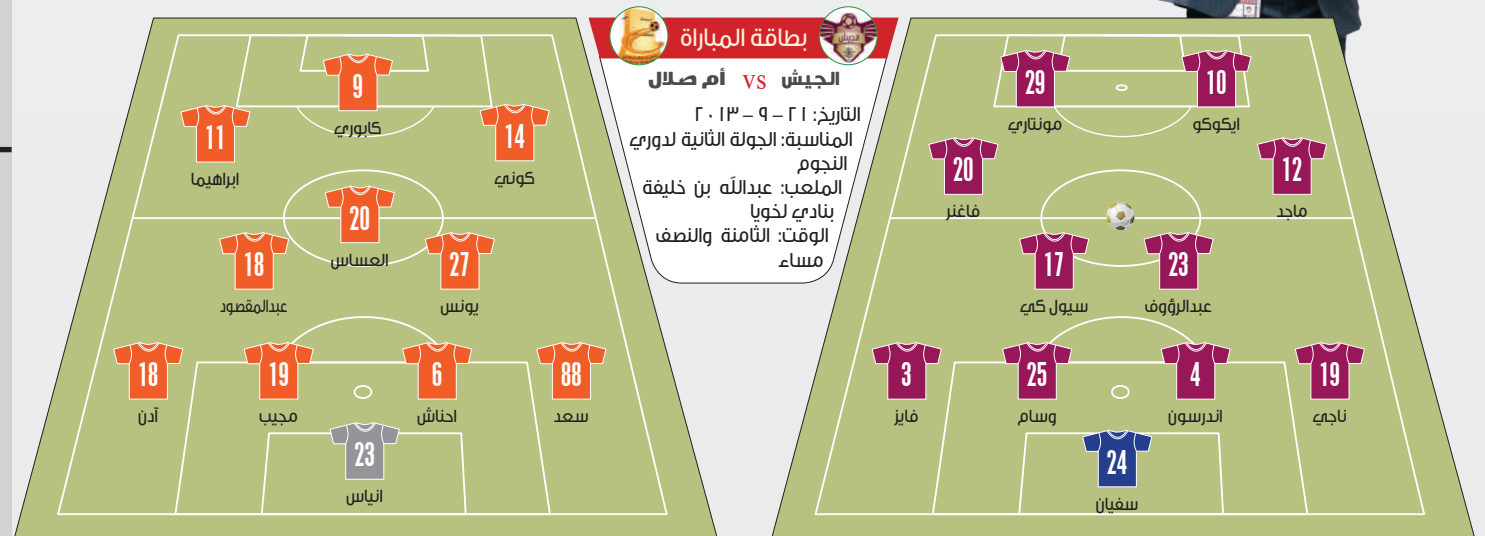 بطاقة المباراة
الجيش vs أم صلال
التاريخ: ٢١ – ٩ – ٢٠١٣
المناسبة: الجولة الثانية لدوري
النجوم
الملعب: عبدالله بن خليفة
بنادي لخويا
الوقت: الثامنة والنصف
مساء
10
29
ايكوكو
مونتاري
12
20
ماجد
فاغنر
23
17
عبدالرؤوف
سيول كي
19
4
25
3
ناجي
اندرسون
وسام
فايز
24
سفيان
9
كابوري
14
11
كوني
ابراهيما
20
العساس
27
18
يونس
عبدالمقصود
88
6
19
18
سعد
احناش
مجيب
آدن
23
انياس